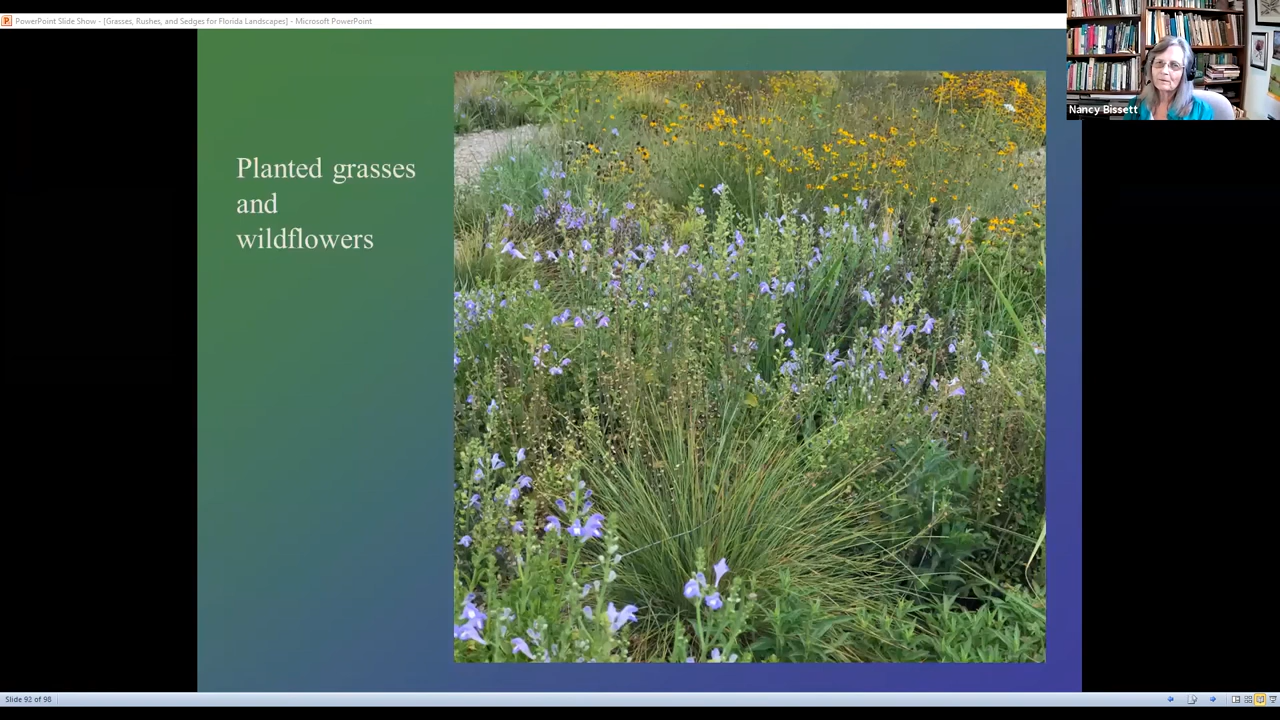 PowerPoint Slide Show - [Grasses, Rushes, and Sedges for Florida Landscapes] - Microsoft PowerPoint
Nancy Bissett
Planted grasses
and
wildflowers
Slide 92 of 98